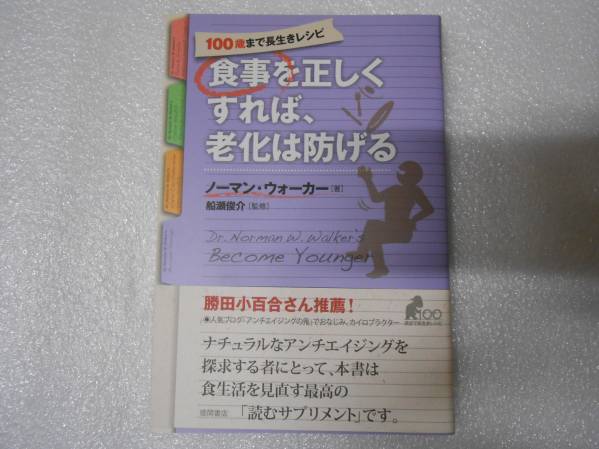 100歳まで長生きレシピ
食事を正しく
すれば、
老化は防げる
ノーマン・ウォーカー[著]
船瀬俊介[監修]
Dr. Norman W. Walker's
Become Younger
勝田小百合さん推薦!
●人気ブログ「アンチエイジングの鬼」でおなじみ。カイロプラクター
100
ナチュラルなアンチエイジングを
探求する者にとって、本書は
食生活を見直す最高の
徳間書店 「読むサプリメント」です。